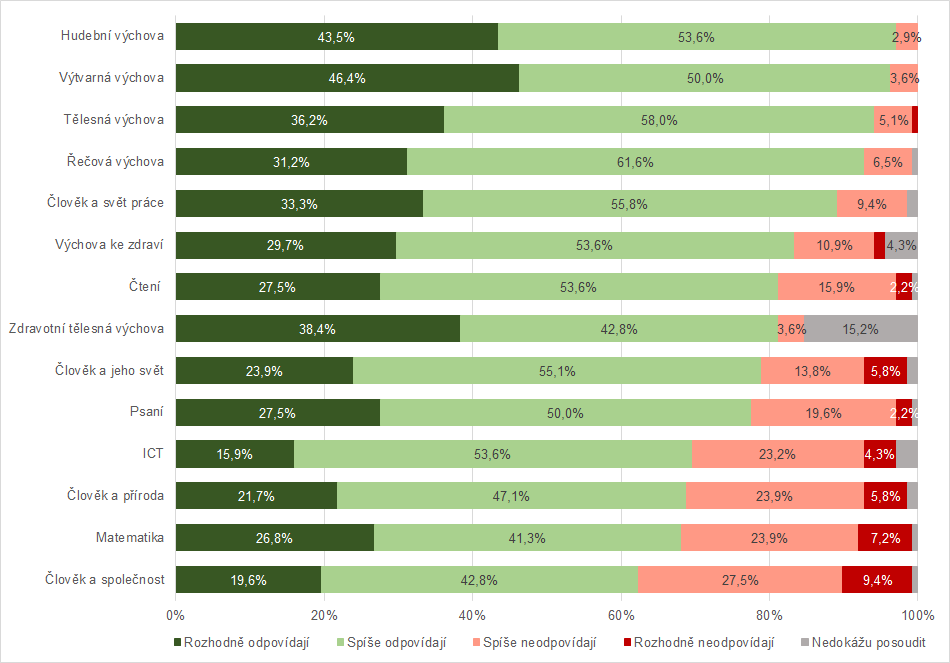 Hudební výchova 43,5% 53,6% 2,9%
Výtvarná výchova 46,4% 50,0% 3,6%
Tělesná výchova 36,2% 58,0% 5,1%
Řečová výchova 31,2% 61,6% 6,5%
Člověk a svět práce 33,3% 55,8% 9,4%
Výchova ke zdraví 29,7% 53,6% 10,9% 4,3%
Čtení 27,5% 53,6% 15,9% 2,2%
Zdravotní tělesná výchova 38,4% 42,8% 3,6% 15,2%
Člověk a jeho svět 23,9% 55,1% 13,8% 5,8%
Psaní 27,5% 50,0% 19,6% 2,2%
ICT 15,9% 53,6% 23,2% 4,3%
Člověk a příroda 21,7% 47,1% 23,9% 5,8%
Matematika 26,8% 41,3% 23,9% 7,2%
Člověk a společnost 19,6% 42,8% 27,5% 9,4%
0% 20% 40% 60% 80% 100%
Rozhodně odpovídají Spíše odpovídají Spíše neodpovídají Rozhodně neodpovídají Nedokážu posoudit